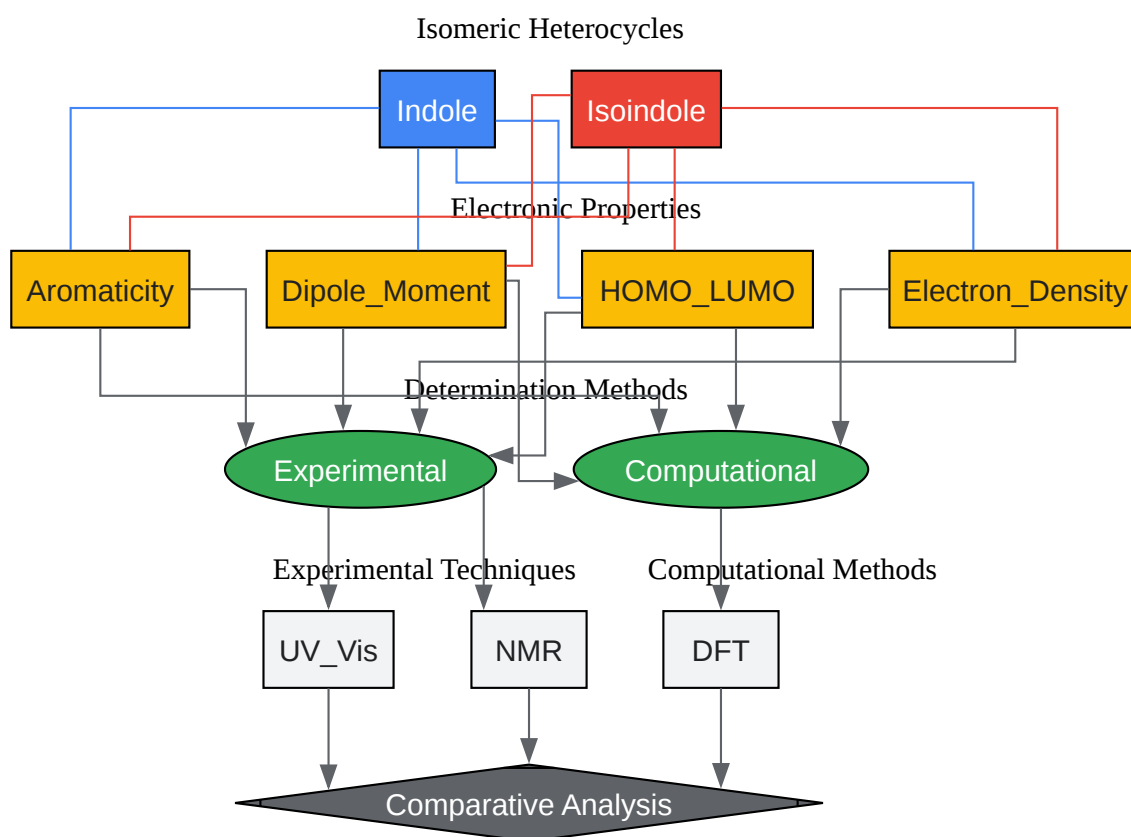 Isomeric Heterocycles
Indole
Isoindole
Electronic Properties
Aromaticity
Dipole_Moment
HOMO_LUMO
Electron_Density
Determination Methods
Experimental
Computational
Experimental Techniques
Computational Methods
UV_Vis
NMR
DFT
Comparative Analysis